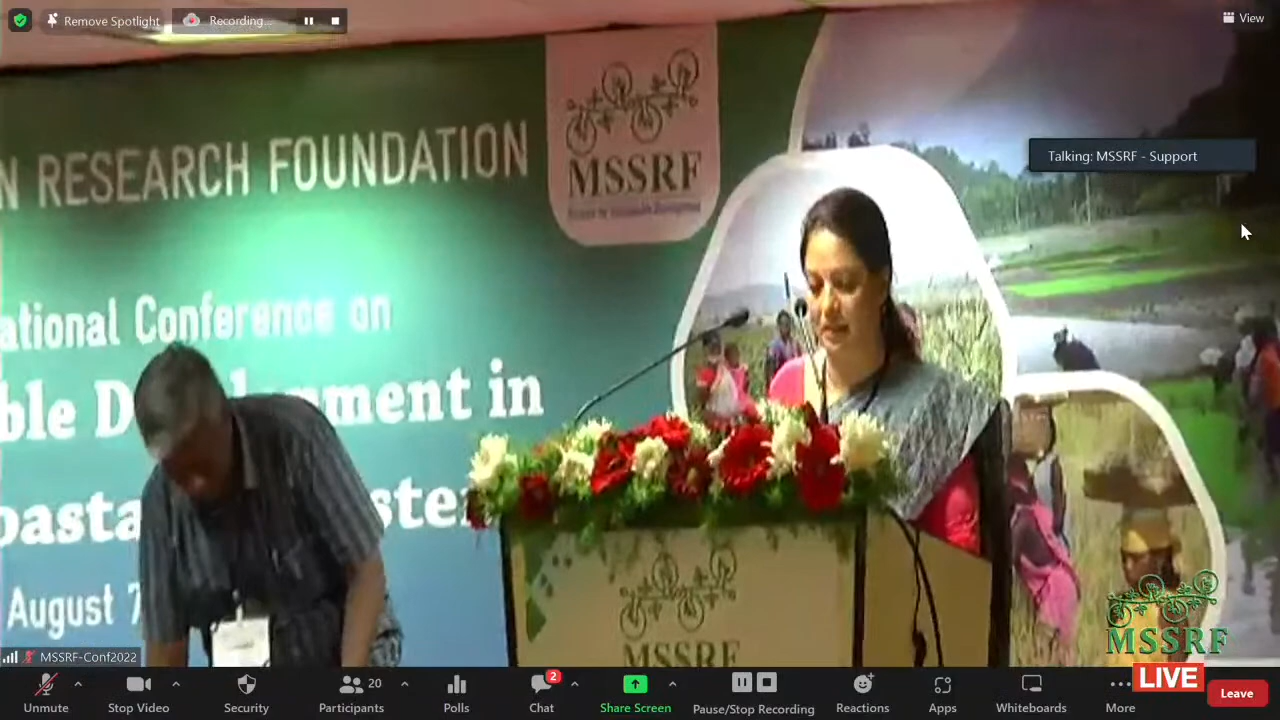 Remove Spotlight
Recording...
View
N RESEARCH FOUNDATION
MSSRF
Talking: MSSRF - Support
ational Conference on
ble D   ment in
oasta   ste
August 7
MSSRF
MSSRF
LIVE
MSSRF-Conf2022
Unmute
Stop Video
Security
20
Participants
Polls
2
Chat
Share Screen
Pause/Stop Recording
Reactions
Apps
Whiteboards
More
Leave